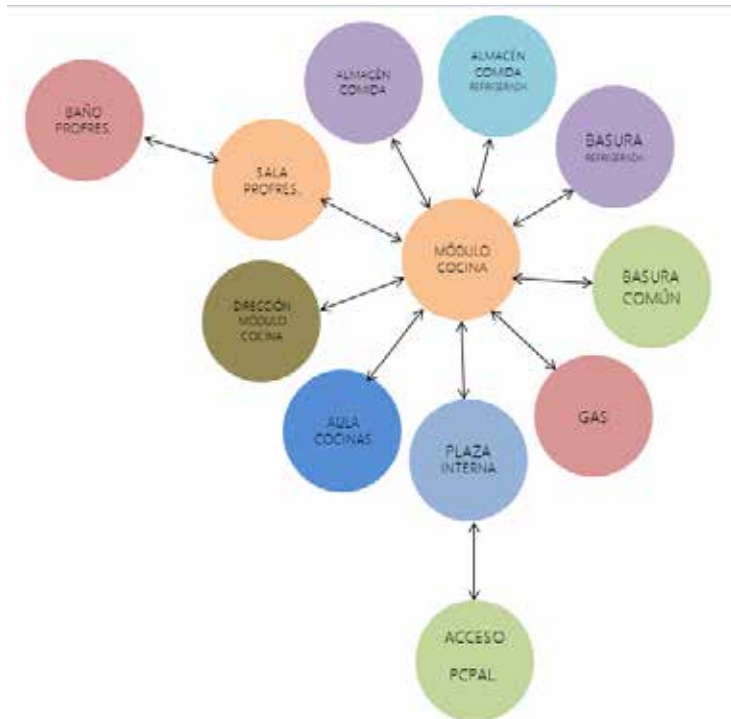 ALMACÉN
COMIDA
ALMACÉN
COMIDA
REFRIGERADA
BAÑO
PROFRES.
BASURA
REFRIGERADA
SALA
PROFRES.
MÓDULO
COCINA
BASURA
COMÚN
DIRECCIÓN
MÓDULO
COCINA
AULA
COCINAS
PLAZA
INTERNA
GAS
ACCESO
PCPAL.